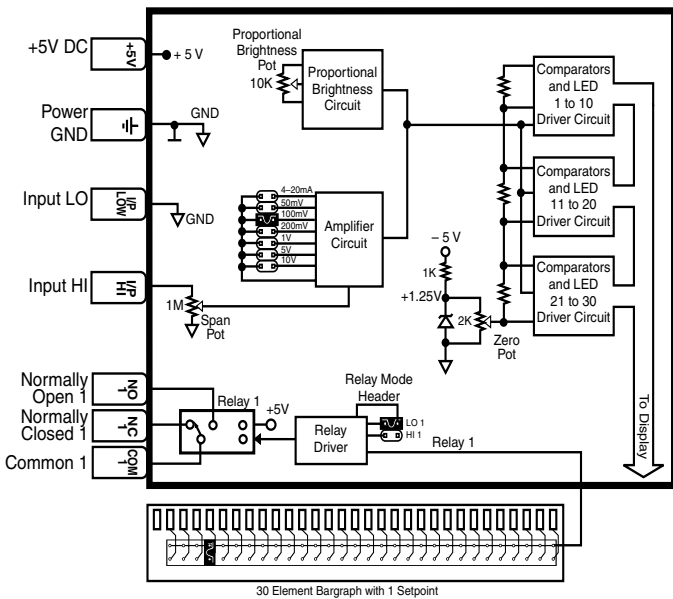 +5V DC
+5V
+ 5 V
Power
GND
GND
Input LO
I/P
LOW
GND
Input HI
I/P
HI
1M
Span
Pot
Proportional
Brightness
Pot
10K
Proportional
Brightness
Circuit
4–20mA
50mV
100mV
200mV
1V
5V
10V
Amplifier
Circuit
– 5 V
1K
+1.25V
2K
Zero
Pot
Comparators
and LED
1 to 10
Driver Circuit
Comparators
and LED
11 to 20
Driver Circuit
Comparators
and LED
21 to 30
Driver Circuit
To Display
Normally
Open 1
NO
1
Normally
Closed 1
NC
1
Common 1
COM
1
Relay 1
+5V
Relay
Driver
Relay Mode
Header
LO 1
HI 1
Relay 1
30 Element Bargraph with 1 Setpoint